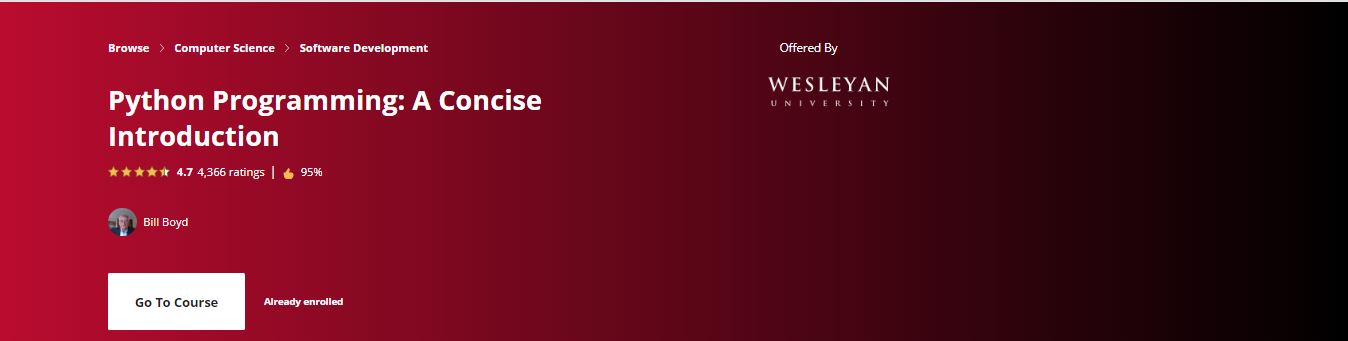 Browse > Computer Science > Software Development
Offered By
WESLEYAN
UNIVERSITY
Python Programming: A Concise
Introduction
4.7 4,366 ratings | 95%
Bill Boyd
Go To Course
Already enrolled